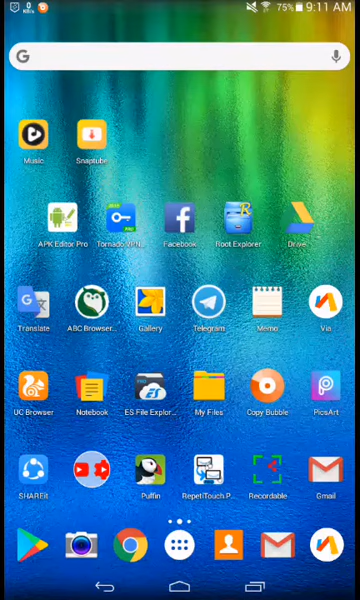 0
KB/s
75%
9:11 AM
G
Music Snaptube
APK Editor Pro Tornado VPN. Facebook Root Explorer Drive
Translate ABC Browser... Gallery Telegram Memo Via
UC Browser Notebook ES File Explor... My Files Copy Bubble PicsArt
SHAREit Puffin RepetiTouch P... Recordable Gmail